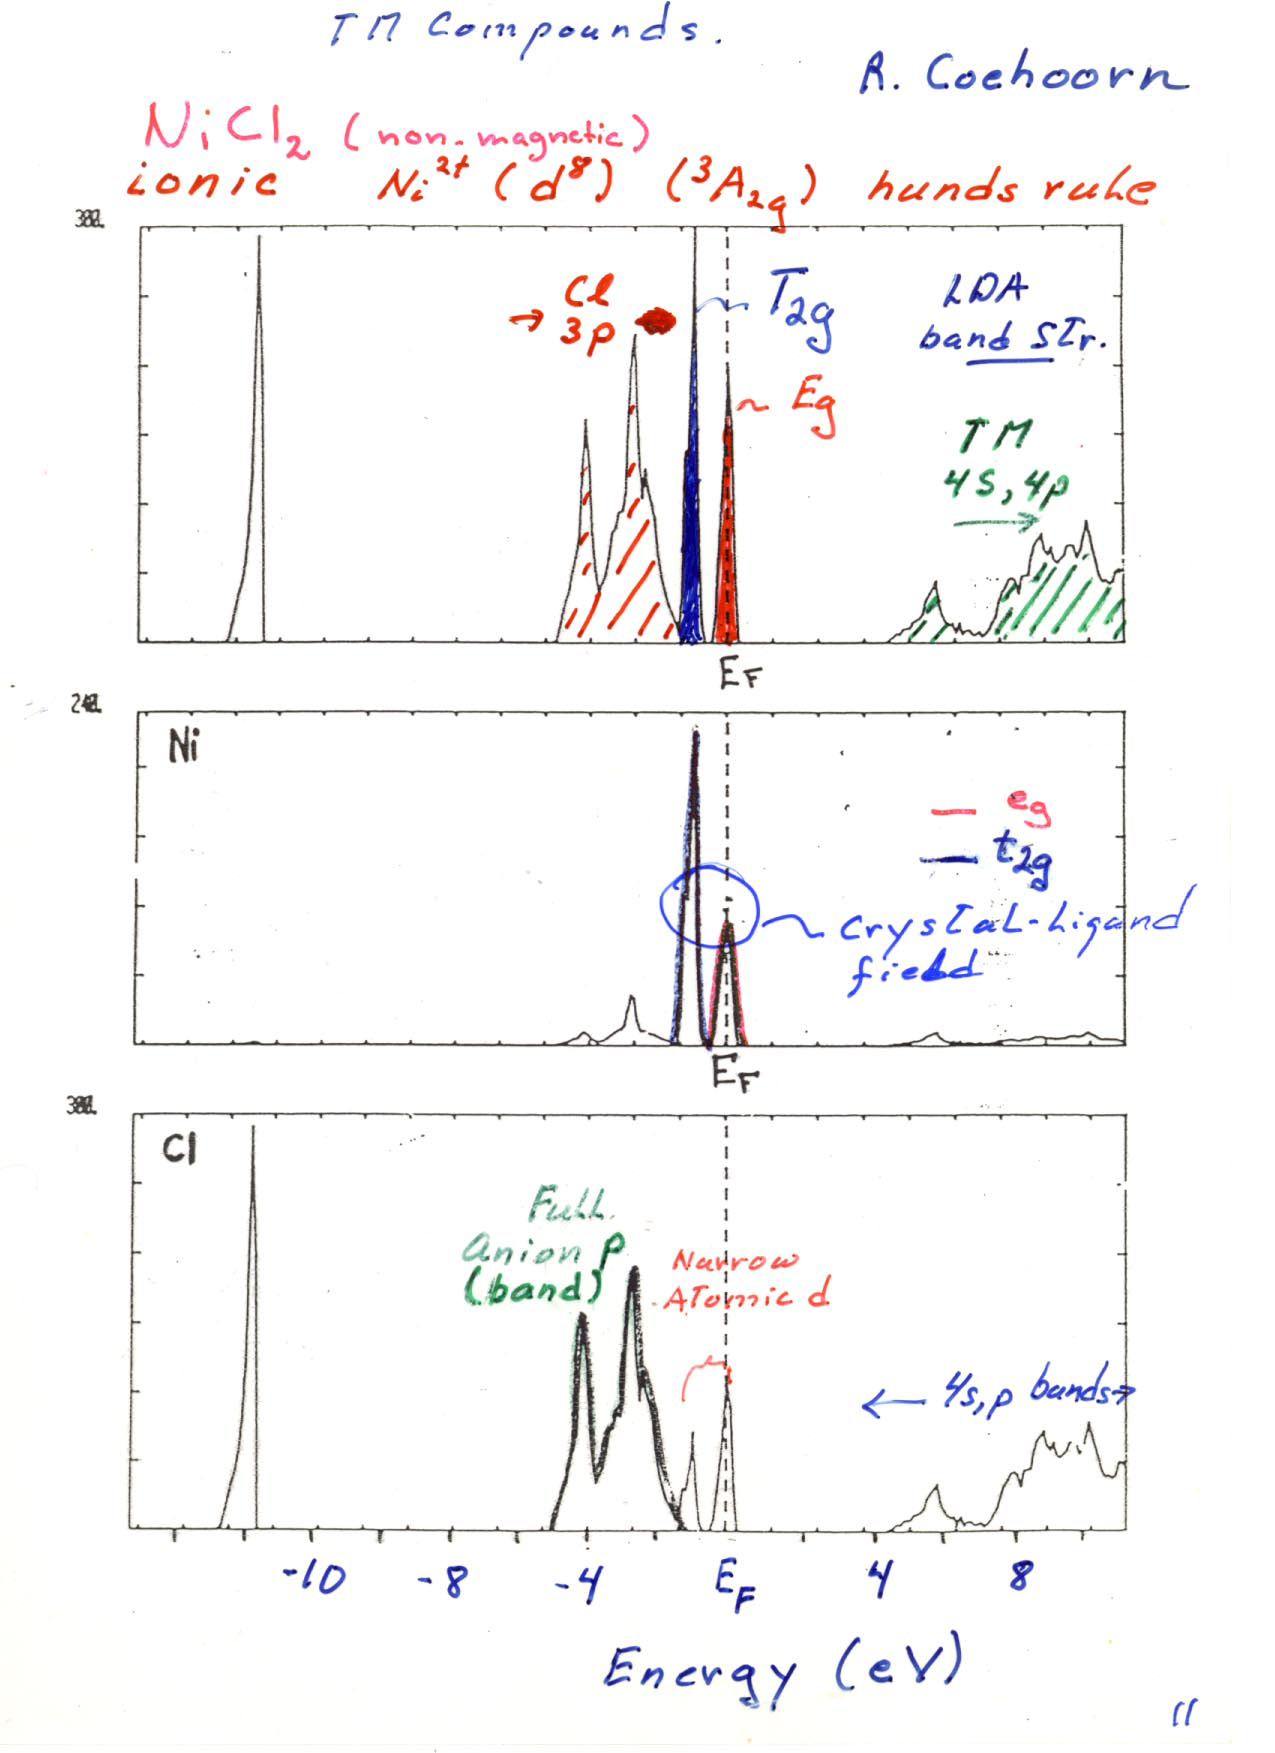 TM Compounds.
R. Coehoorn
NiCl2 (non-magnetic)
ionic Ni2+ (d8) (3A2g) hunds rule
300.
Cl
→ 3p
T2g
~ Eg
LDA
band STr.
TM
4s, 4p
EF
240.
Ni
eg
t2g
CrysTaL-Ligand
field
EF
300.
Cl
Full
anion p
(band)
Narrow
ATomic d
← 4s,p bands→
-10 -8 -4 EF 4 8
Energy (eV)
11